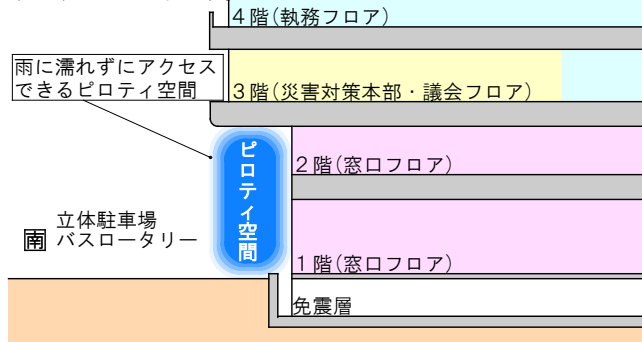 4階(執務フロア)
雨に濡れずにアクセス
できるピロティ空間
3階(災害対策本部・議会フロア)
ピロティ空間
2階(窓口フロア)
立体駐車場
南 バスロータリー
1階(窓口フロア)
免震層